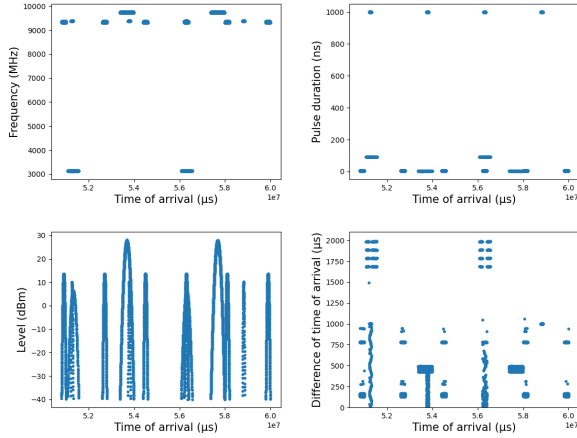 10000
9000
8000
7000
6000
5000
4000
3000
Frequency (MHz)
5.2 5.4 5.6 5.8 6.0
Time of arrival (µs) 1e7
1000
800
600
400
200
0
Pulse duration (ns)
5.2 5.4 5.6 5.8 6.0
Time of arrival (µs) 1e7
30
20
10
0
−10
−20
−30
−40
Level (dBm)
5.2 5.4 5.6 5.8 6.0
Time of arrival (µs) 1e7
2000
1750
1500
1250
1000
750
500
250
0
Difference of time of arrival (µs)
5.2 5.4 5.6 5.8 6.0
Time of arrival (µs) 1e7